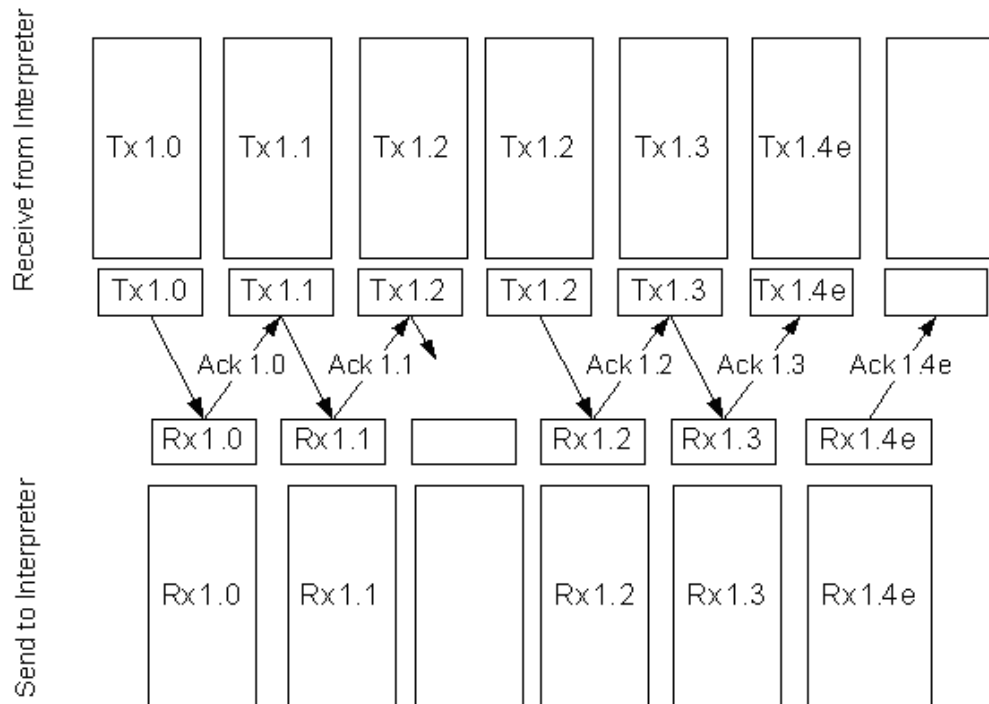 Receive from Interpreter
Tx1.0 Tx1.1 Tx1.2 Tx1.2 Tx1.3 Tx1.4e
Tx1.0 Tx1.1 Tx1.2 Tx1.2 Tx1.3 Tx1.4e
Ack 1.0 Ack 1.1 Ack 1.2 Ack 1.3 Ack 1.4e
Rx1.0 Rx1.1 Rx1.2 Rx1.3 Rx1.4e
Send to Interpreter
Rx1.0 Rx1.1 Rx1.2 Rx1.3 Rx1.4e